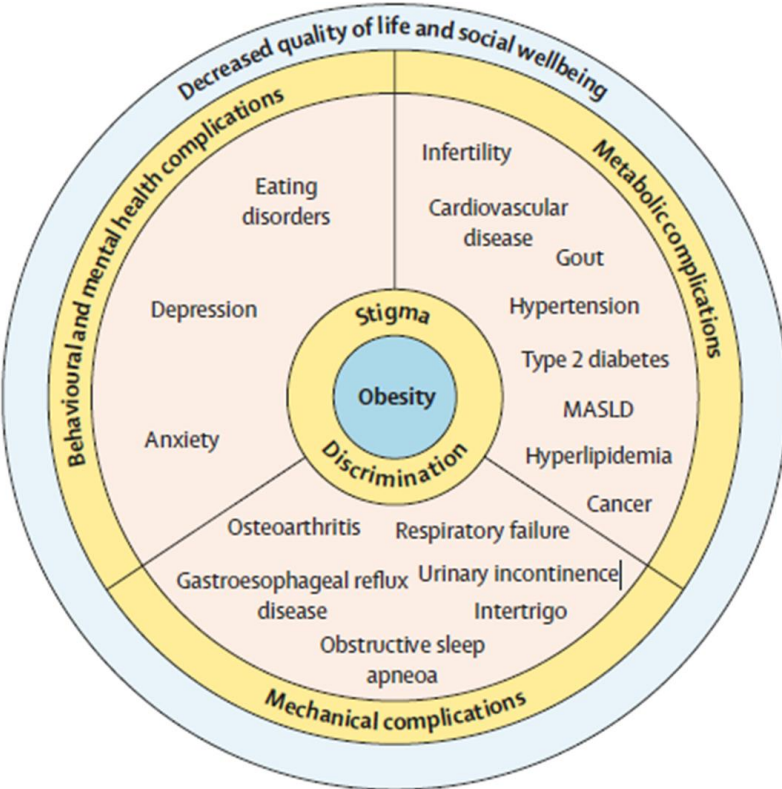 Decreased quality of life and social wellbeing
Behavioural and mental health complications
Metabolic complications
Eating
disorders
Depression
Anxiety
Infertility
Cardiovascular
disease
Gout
Hypertension
Type 2 diabetes
MASLD
Hyperlipidemia
Cancer
Stigma
Obesity
Discrimination
Osteoarthritis
Respiratory failure
Gastroesophageal reflux
disease
Urinary incontinence
Intertrigo
Obstructive sleep
apneoa
Mechanical complications